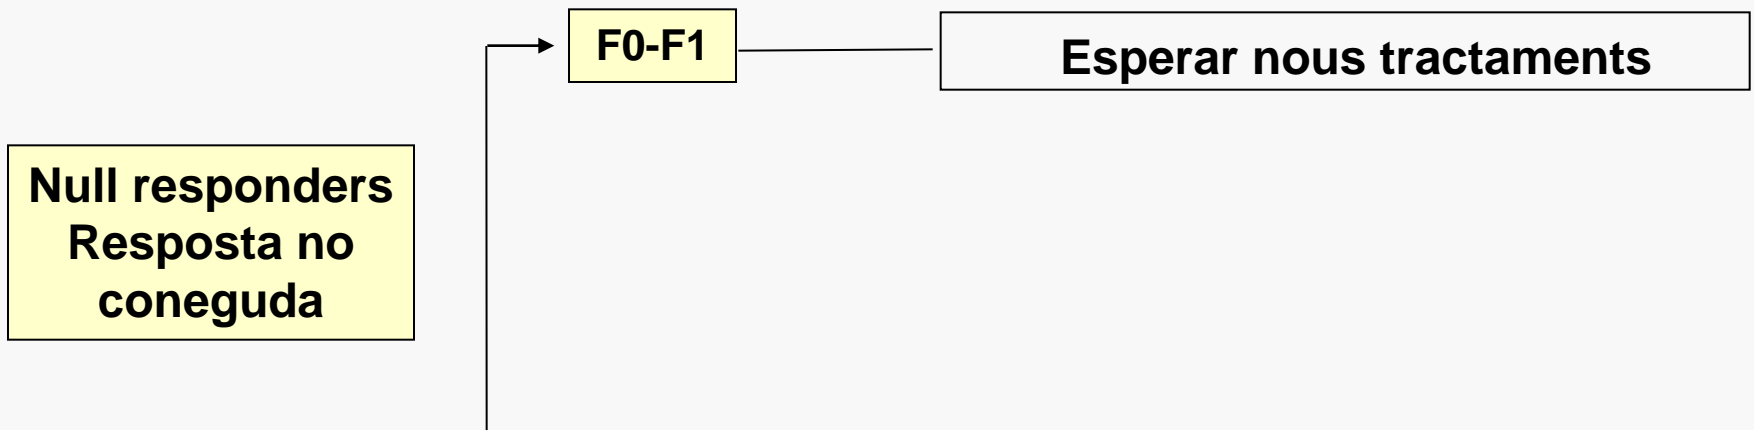 F0-F1
Esperar nous tractaments
Null responders
Resposta no
coneguda